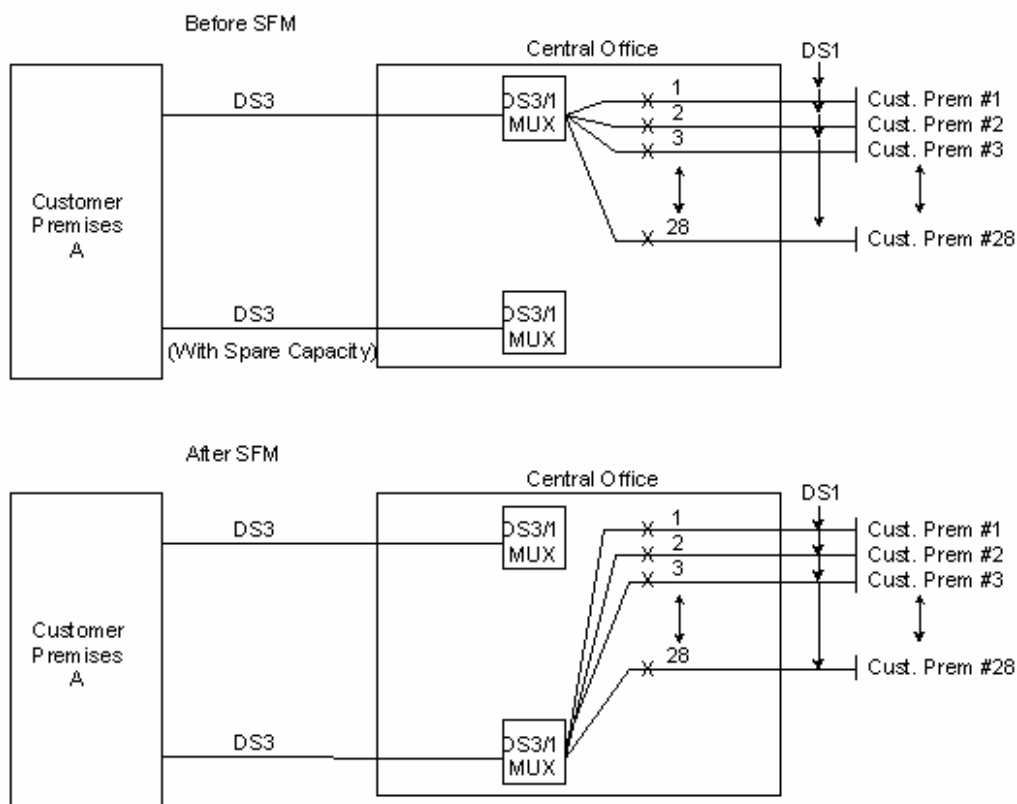 Before SFM
Central Office
DS1
DS3
DS3/1
MUX
1
2
3
28
Cust. Prem #1
Cust. Prem #2
Cust. Prem #3
Cust. Prem #28
Customer
Premises
A
DS3
(With Spare Capacity)
DS3/1
MUX
After SFM
Central Office
DS1
DS3
DS3/1
MUX
1
2
3
28
Cust. Prem #1
Cust. Prem #2
Cust. Prem #3
Cust. Prem #28
Customer
Premises
A
DS3
DS3/1
MUX